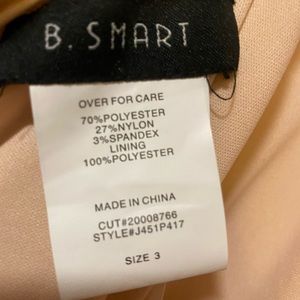 B. SMART
OVER FOR CARE
70%POLYESTER
27%NYLON
3%SPANDEX
LINING
100%POLYESTER
MADE IN CHINA
CUT#20008766
STYLE#J451P417
SIZE 3